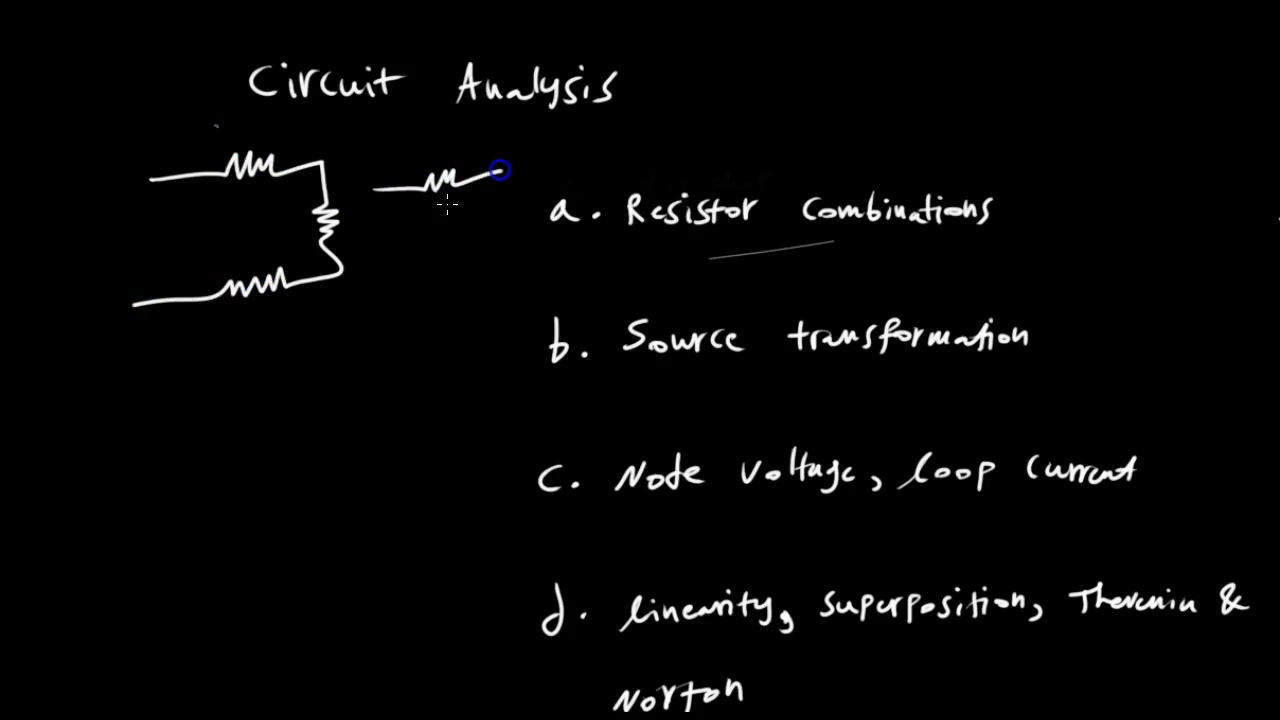 Circuit Analysis
a. Resistor Combinations
b. Source transformation
c. Node voltage, loop current
d. linearity, superposition, Thevenin &
Norton